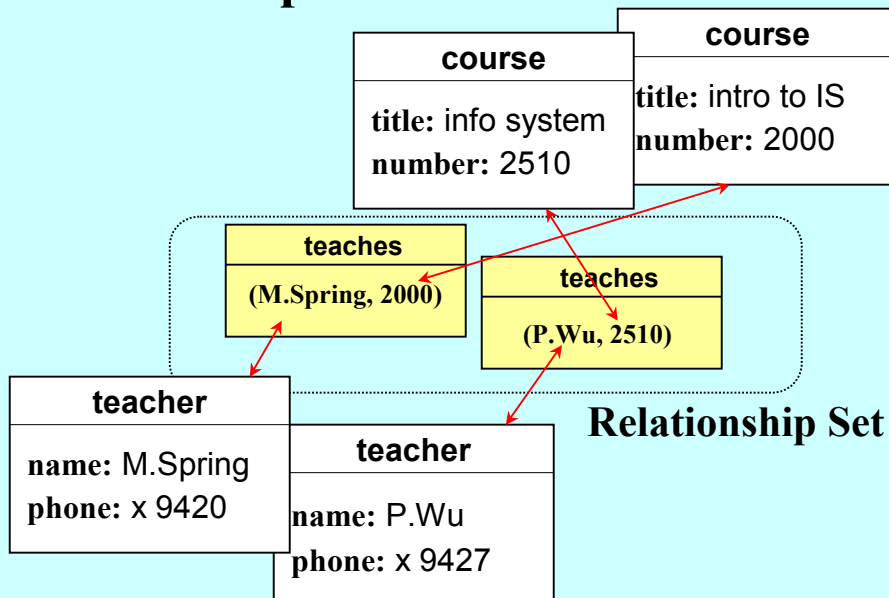 course
title: info system
number: 2510
course
title: intro to IS
number: 2000
teaches
(M.Spring, 2000)
teaches
(P.Wu, 2510)
Relationship Set
teacher
name: M.Spring
phone: x 9420
teacher
name: P.Wu
phone: x 9427